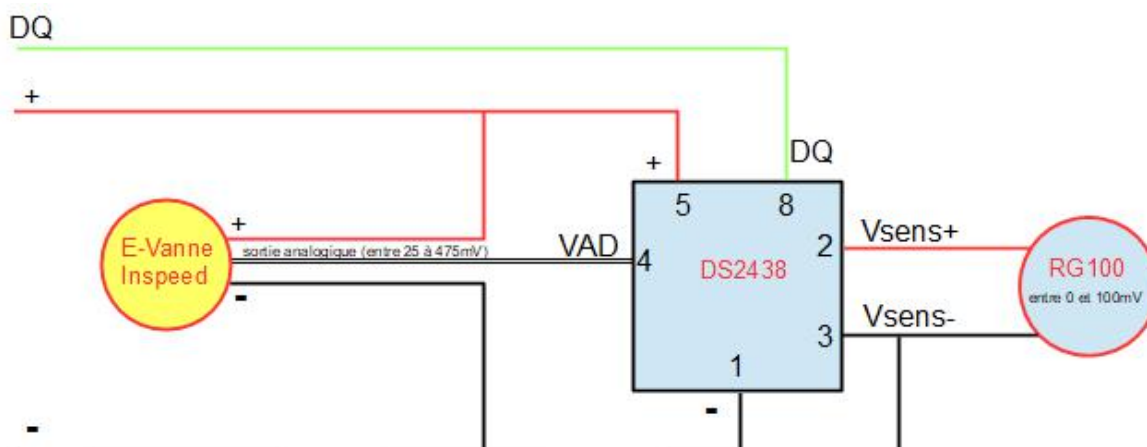 DQ
+
DQ
+
5
8
E-Vanne
Inspeed
+
sortie analogique (entre 25 à 475mV)
-
VAD
4
DS2438
2
Vsens+
RG100
entre 0 et 100mV
Vsens-
3
1
-
-